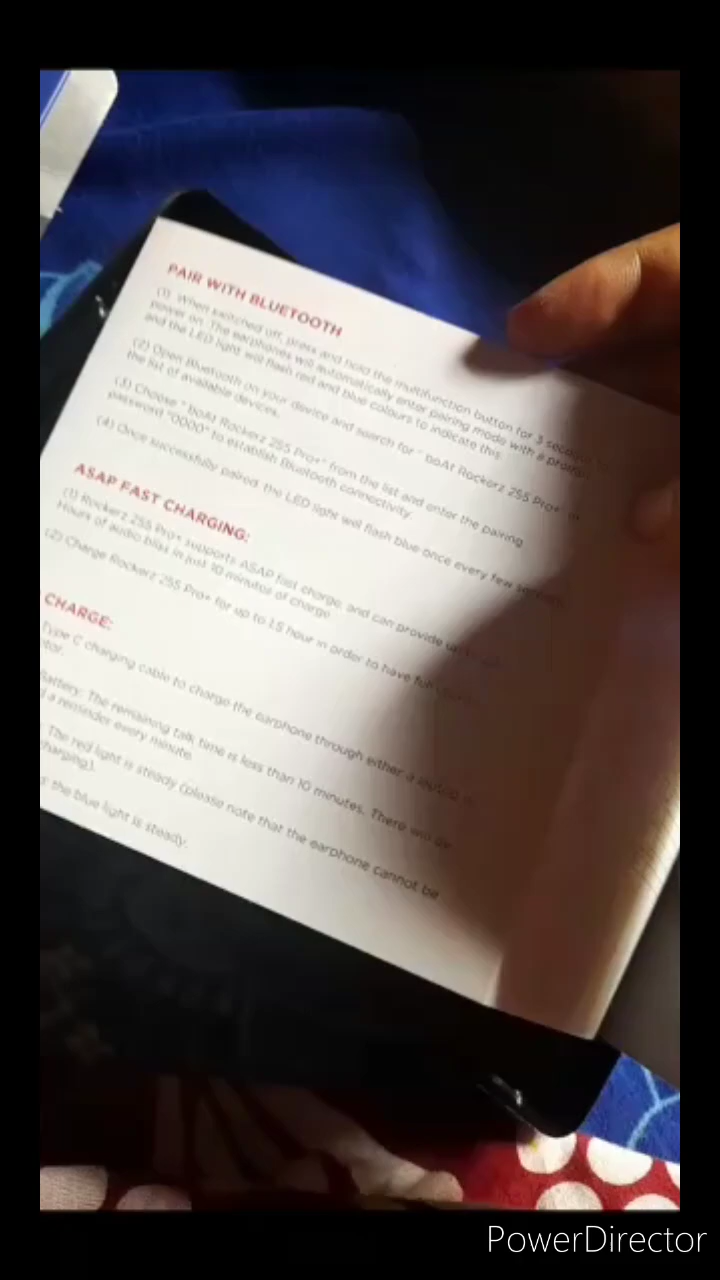 PAIR WITH BLUETOOTH
(1) When switched off, press and hold the multifunction button for 3
power on. The earphones will automatically enter pairing mode with a
and the LED light will flash red and blue colours to indicate this.
(2) Open Bluetooth on your device and search for " boAt Rockerz 255 Pro+"
the list of available devices.
(3) Choose " boAt Rockerz 255 Pro+" from the list and enter the pairing
password "0000" to establish Bluetooth connectivity.
(4) Once successfully paired, the LED light will flash blue once every few
ASAP FAST CHARGING:
(1) Rockerz 255 Pro+ supports ASAP fast charge, and can provide
Hours of audio bliss in just 10 minutes of charge
(2) Charge Rockerz 255 Pro+ for up to 1.5 hour in order to have
CHARGE:
Type C charging cable to charge the earphone through either a
Battery: The remaining talk time is less than 10 minutes. There will be
a reminder every minute.
The red light is steady (please note that the earphone cannot be
charging).
the blue light is steady.
PowerDirector